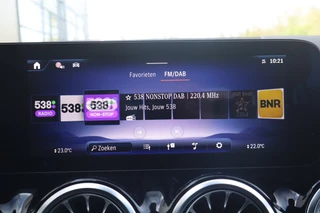 10:21
Favorieten FM/DAB
538 NONSTOP DAB | 220,4 MHz
Jouw Hits, Jouw 538
538
RADIO
538
538
NON-STOP
BNR
23.0°C
Zoeken
22.0°C